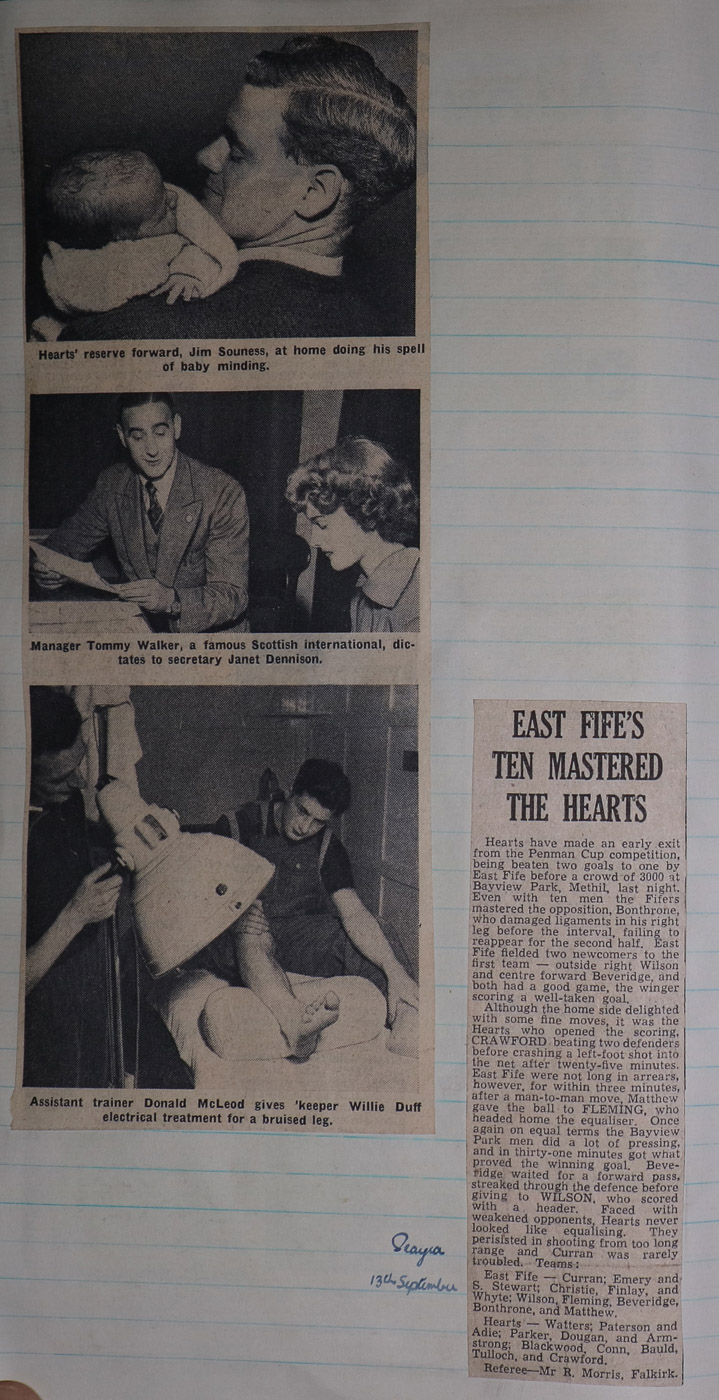 Hearts' reserve forward, Jim Souness, at home doing his spell
of baby minding.
Manager Tommy Walker, a famous Scottish international, dic-
tates to secretary Janet Dennison.
Assistant trainer Donald McLeod gives 'keeper Willie Duff
electrical treatment for a bruised leg.
EAST FIFE'S
TEN MASTERED
THE HEARTS
Hearts have made an early exit
from the Penman Cup competition,
being beaten two goals to one by
East Fife before a crowd of 3000 at
Bayview Park, Methil, last night.
Even with ten men the Fifers
mastered the opposition, Bonthrone,
who damaged ligaments in his right
leg before the interval, failing to
reappear for the second half. East
Fife fielded two newcomers to the
first team — outside right Wilson
and centre forward Beveridge, and
both had a good game, the winger
scoring a well-taken goal.
Although the home side delighted
with some fine moves, it was the
Hearts who opened the scoring,
CRAWFORD beating two defenders
before crashing a left-foot shot into
the net after twenty-five minutes.
East Fife were not long in arrears,
however, for within three minutes,
after a man-to-man move, Matthew
gave the ball to FLEMING, who
headed home the equaliser. Once
again on equal terms the Bayview
Park men did a lot of pressing,
and in thirty-one minutes got what
proved the winning goal. Beve-
ridge waited for a forward pass,
streaked through the defence before
giving to WILSON, who scored
with a header. Faced with
weakened opponents, Hearts never
looked like equalising. They
perisisted in shooting from too long
range and Curran was rarely
troubled. Teams:
East Fife — Curran; Emery and
S. Stewart; Christie, Finlay, and
Whyte; Wilson, Fleming, Beveridge,
Bonthrone, and Matthew.
Hearts — Watters; Paterson and
Adie; Parker, Dougan, and Arm-
strong; Blackwood, Conn, Bauld,
Tulloch, and Crawford.
Referee—Mr R. Morris, Falkirk.
13th September